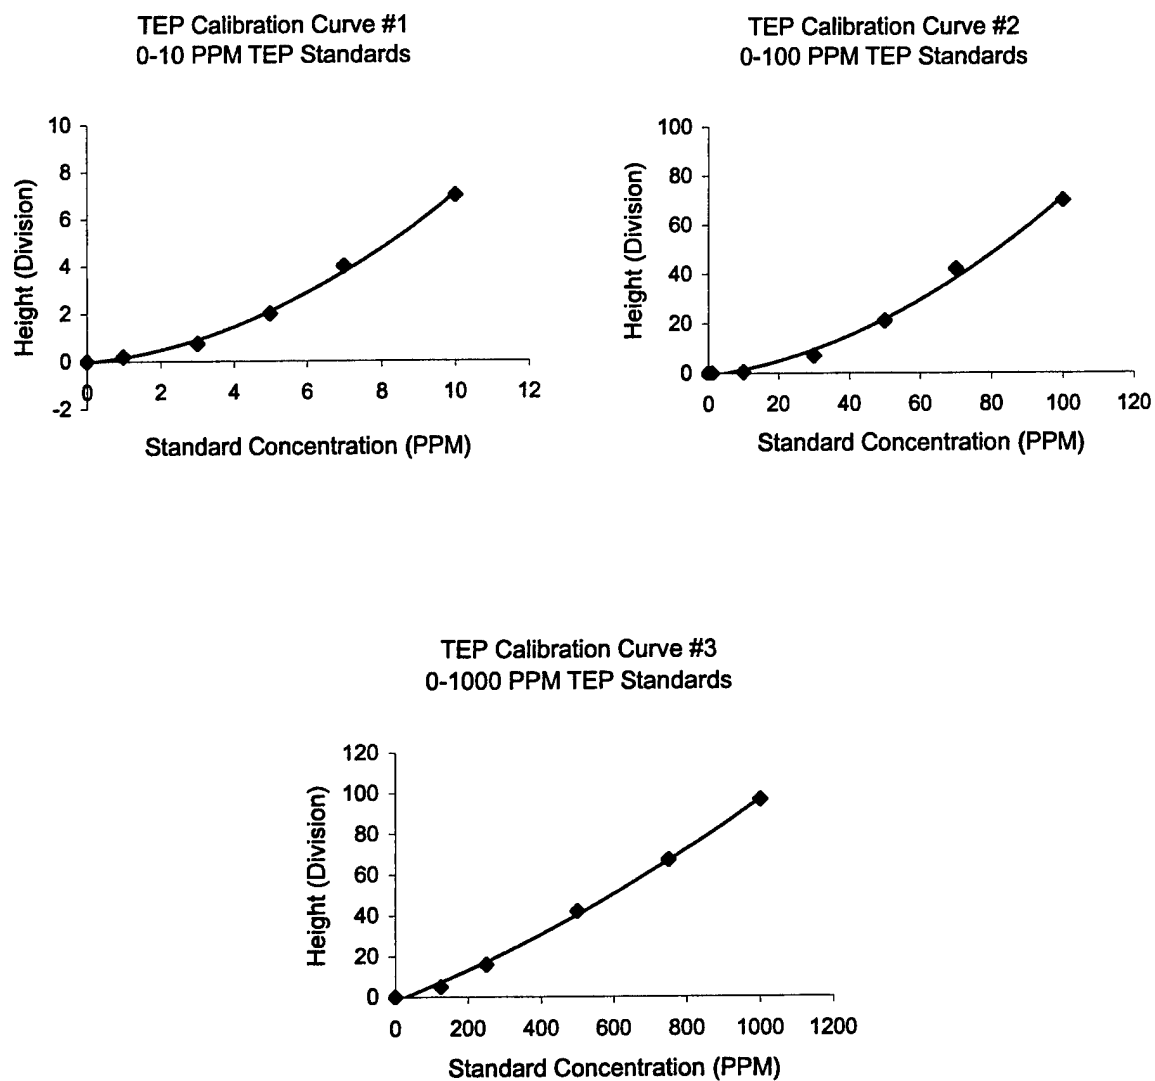 TEP Calibration Curve #1
0-10 PPM TEP Standards
10
8
6
4
2
0
-2
Height (Division)
0 2 4 6 8 10 12
Standard Concentration (PPM)
TEP Calibration Curve #2
0-100 PPM TEP Standards
100
80
60
40
20
0
Height (Division)
0 20 40 60 80 100 120
Standard Concentration (PPM)
TEP Calibration Curve #3
0-1000 PPM TEP Standards
120
100
80
60
40
20
0
Height (Division)
0 200 400 600 800 1000 1200
Standard Concentration (PPM)